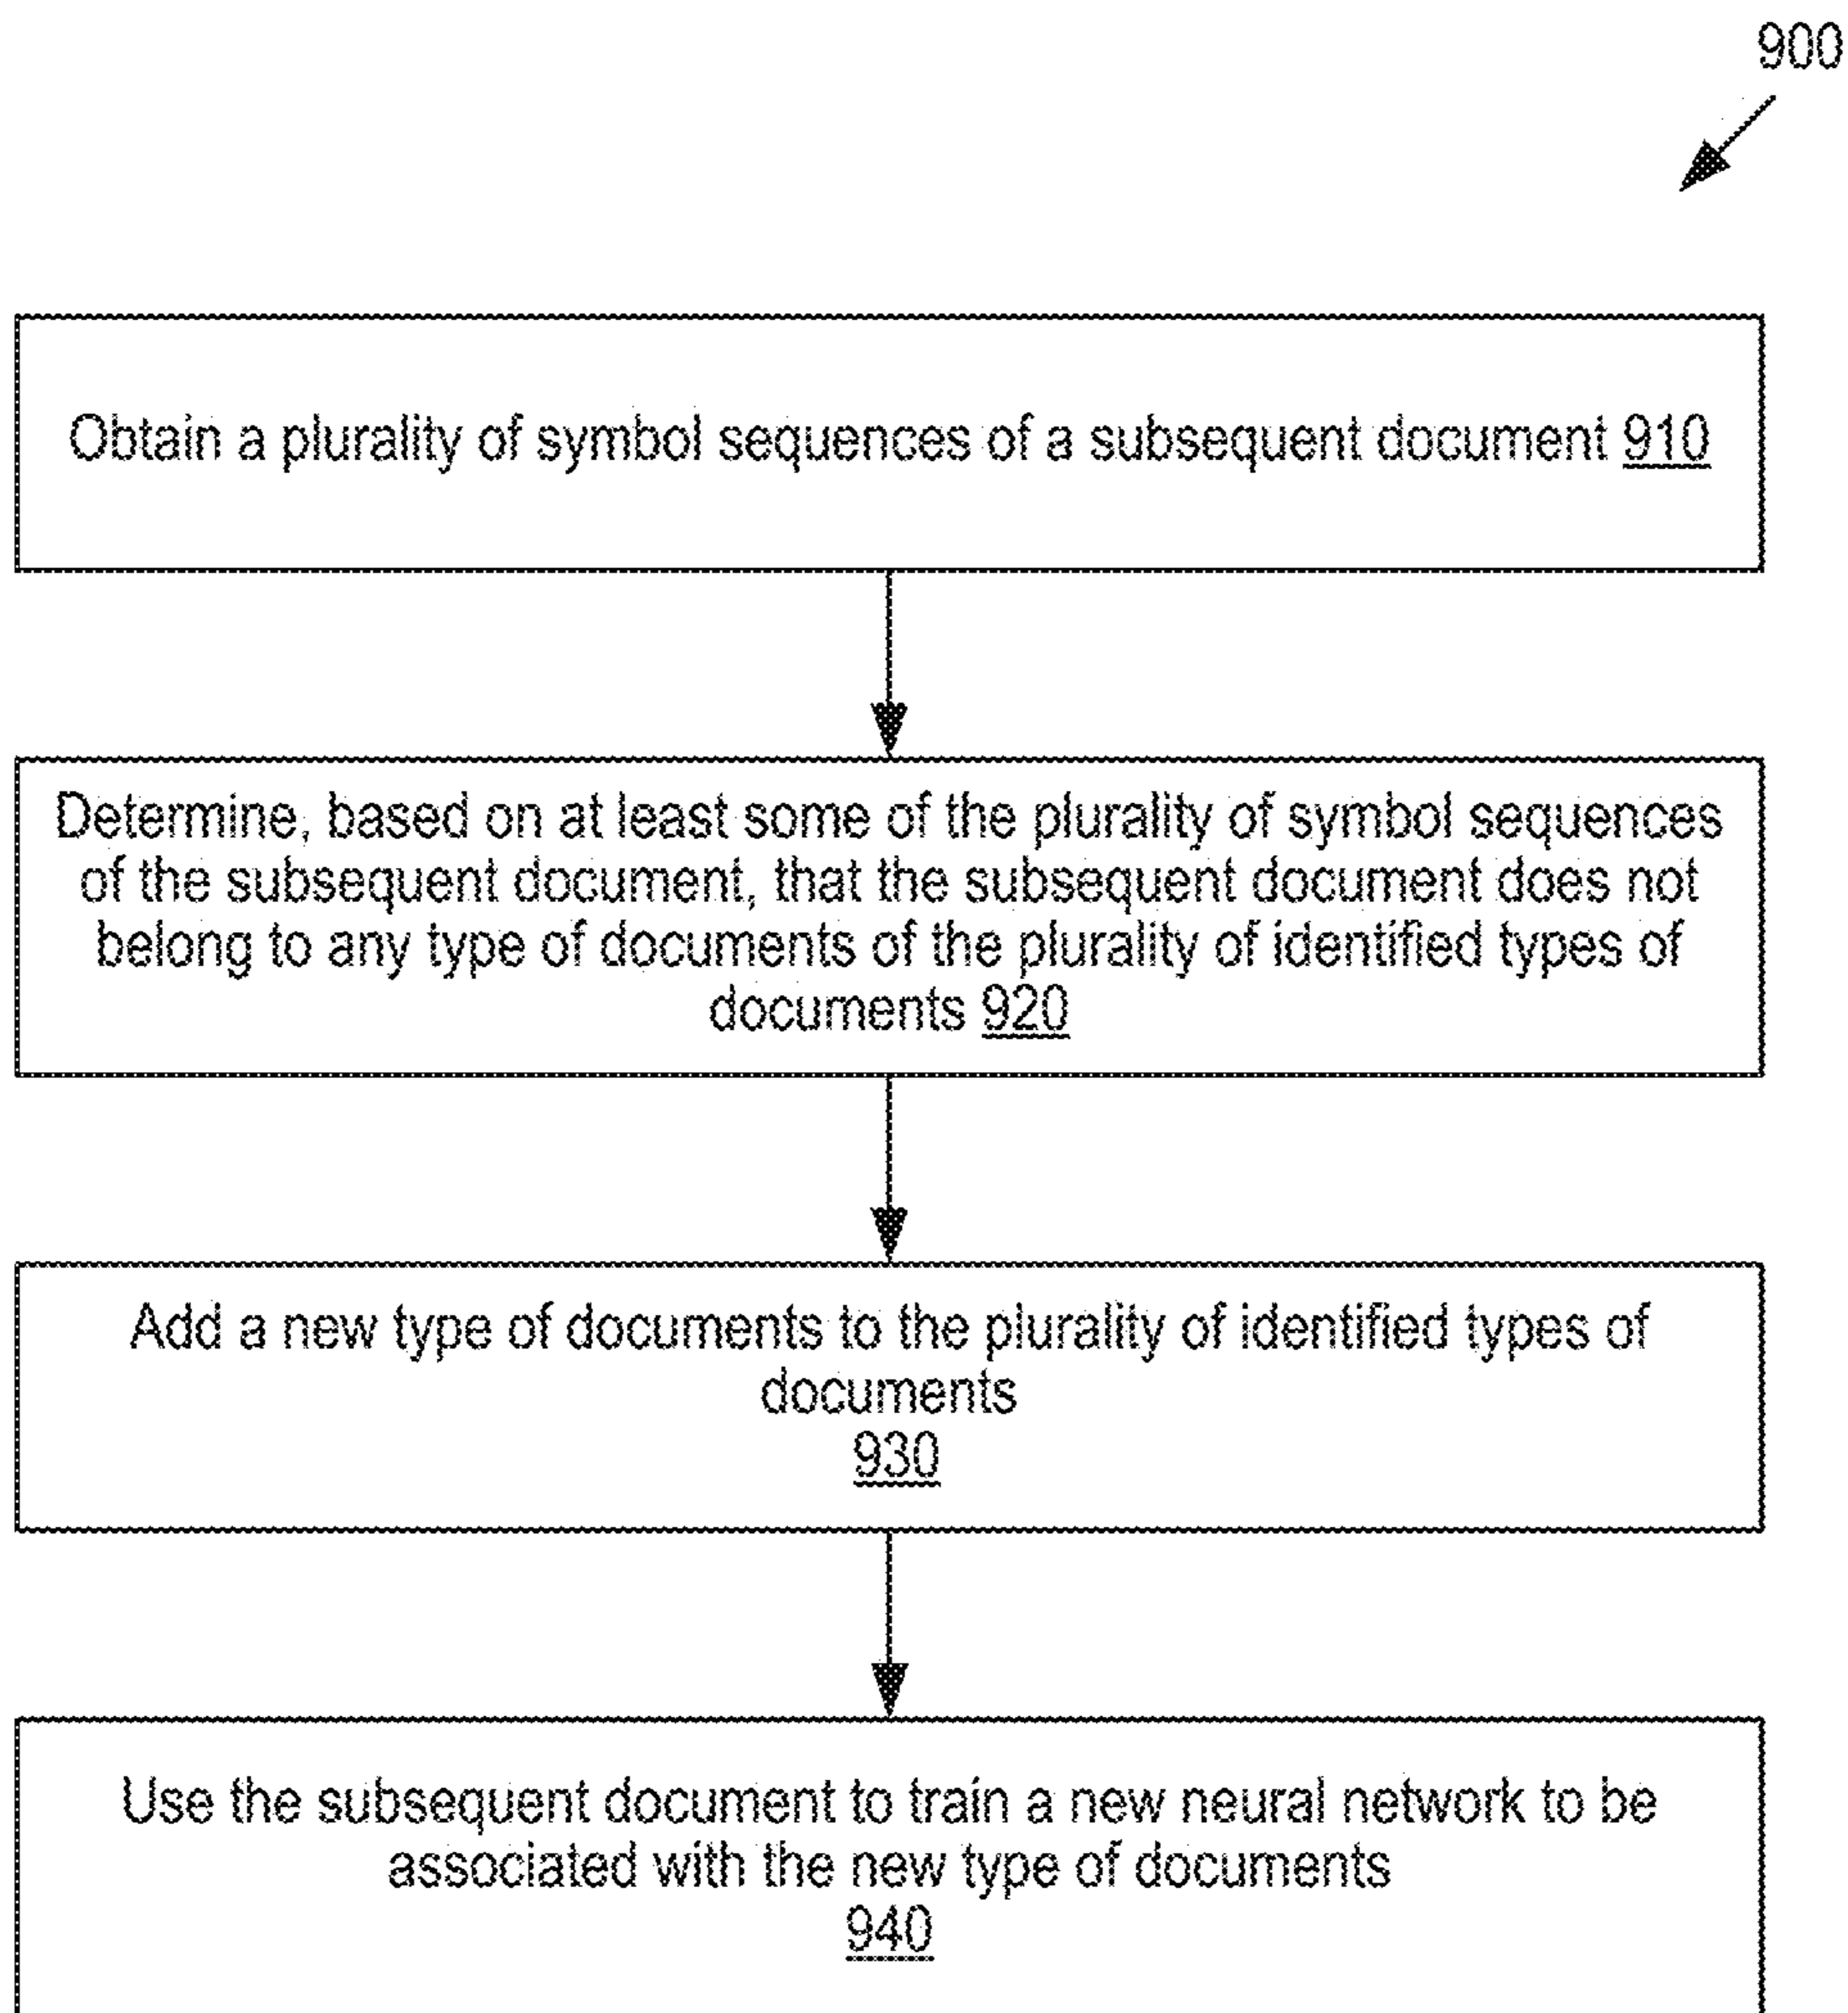 900
Obtain a plurality of symbol sequences of a subsequent document 910
Determine, based on at least some of the plurality of symbol sequences
of the subsequent document, that the subsequent document does not
belong to any type of documents of the plurality of identified types of
documents 920
Add a new type of documents to the plurality of identified types of
documents
930
Use the subsequent document to train a new neural network to be
associated with the new type of documents
940